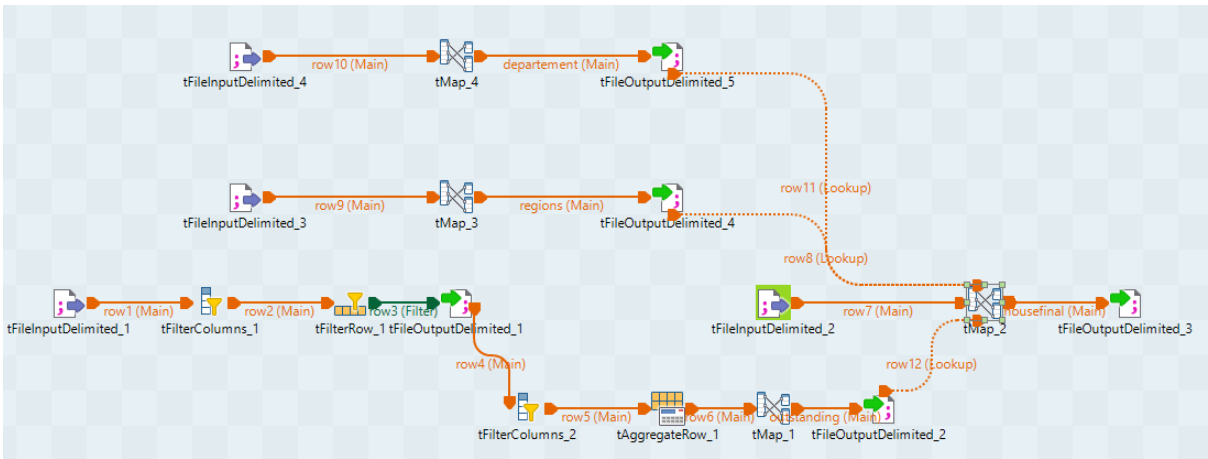 row10 (Main)
departement (Main)
tFileInputDelimited_4
tMap_4
tFileOutputDelimited_5
row11 (Lookup)
row9 (Main)
regions (Main)
tFileInputDelimited_3
tMap_3
tFileOutputDelimited_4
row8 (Lookup)
row1 (Main)
row2 (Main)
row3 (Filter)
row7 (Main)
housefinal (Main)
tFileInputDelimited_1
tFilterColumns_1
tFilterRow_1
tFileOutputDelimited_1
tFileInputDelimited_2
tMap_2
tFileOutputDelimited_3
row4 (Main)
row12 (Lookup)
row5 (Main)
row6 (Main)
outstanding (Main)
tFilterColumns_2
tAggregateRow_1
tMap_1
tFileOutputDelimited_2